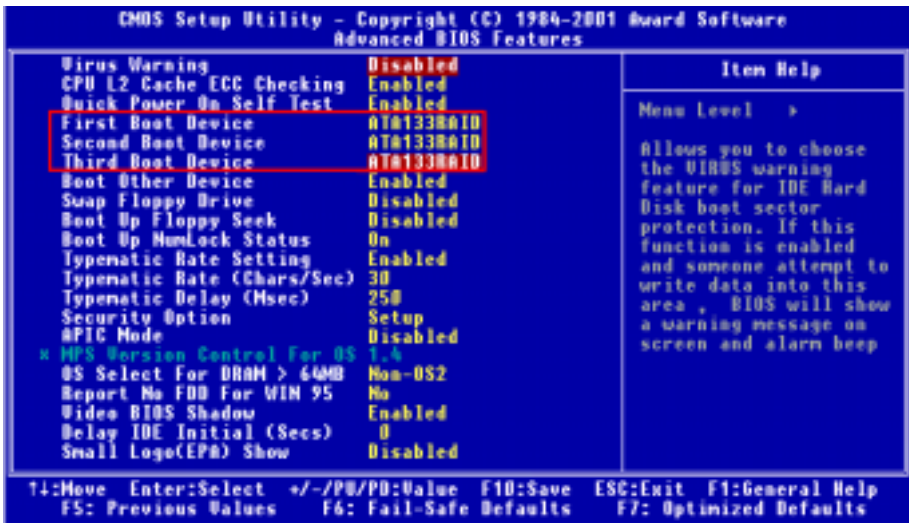 CMOS Setup Utility - Copyright (C) 1984-2001 Award Software
Advanced BIOS Features
Virus Warning Disabled
CPU L2 Cache ECC Checking Enabled
Quick Power On Self Test Enabled
First Boot Device ATA133RAID
Second Boot Device ATA133RAID
Third Boot Device ATA133RAID
Boot Other Device Enabled
Swap Floppy Drive Disabled
Boot Up Floppy Seek Disabled
Boot Up NumLock Status On
Typematic Rate Setting Enabled
Typematic Rate (Chars/Sec) 30
Typematic Delay (Msec) 250
Security Option Setup
APIC Mode Disabled
x MPS Version Control For OS 1.4
OS Select For DRAM > 64MB Non-OS2
Report No FDD For WIN 95 No
Video BIOS Shadow Enabled
Delay IDE Initial (Secs) 0
Small Logo(EPA) Show Disabled
Item Help
Menu Level ▸
Allows you to choose
the VIRUS warning
feature for IDE Hard
Disk boot sector
protection. If this
function is enabled
and someone attempt to
write data into this
area , BIOS will show
a warning message on
screen and alarm beep
↑↓:Move Enter:Select +/-/PU/PD:Value F10:Save ESC:Exit F1:General Help
F5: Previous Values F6: Fail-Safe Defaults F7: Optimized Defaults